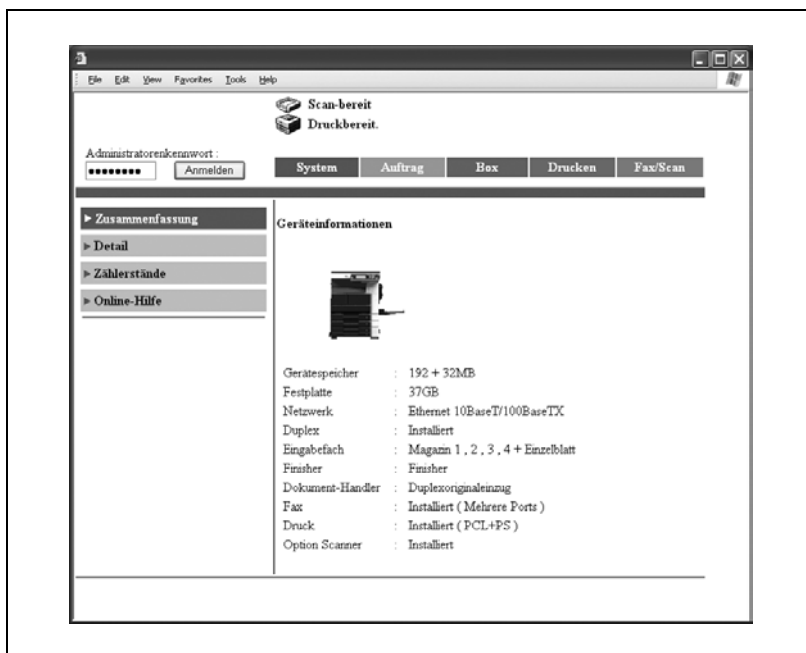 File Edit View Favorites Tools Help
Scan-bereit
Druckbereit.
Administratorenkennwort :
Anmelden
System Auftrag Box Drucken Fax/Scan
Zusammenfassung
Detail
Zählerstände
Online-Hilfe
Geräteinformationen
Gerätespeicher : 192 + 32MB
Festplatte : 37GB
Netzwerk : Ethernet 10BaseT/100BaseTX
Duplex : Installiert
Eingabefach : Magazin 1 , 2 , 3 , 4 + Einzelblatt
Finisher : Finisher
Dokument-Handler : Duplexoriginaleinzug
Fax : Installiert ( Mehrere Ports )
Druck : Installiert ( PCL+PS )
Option Scanner : Installiert